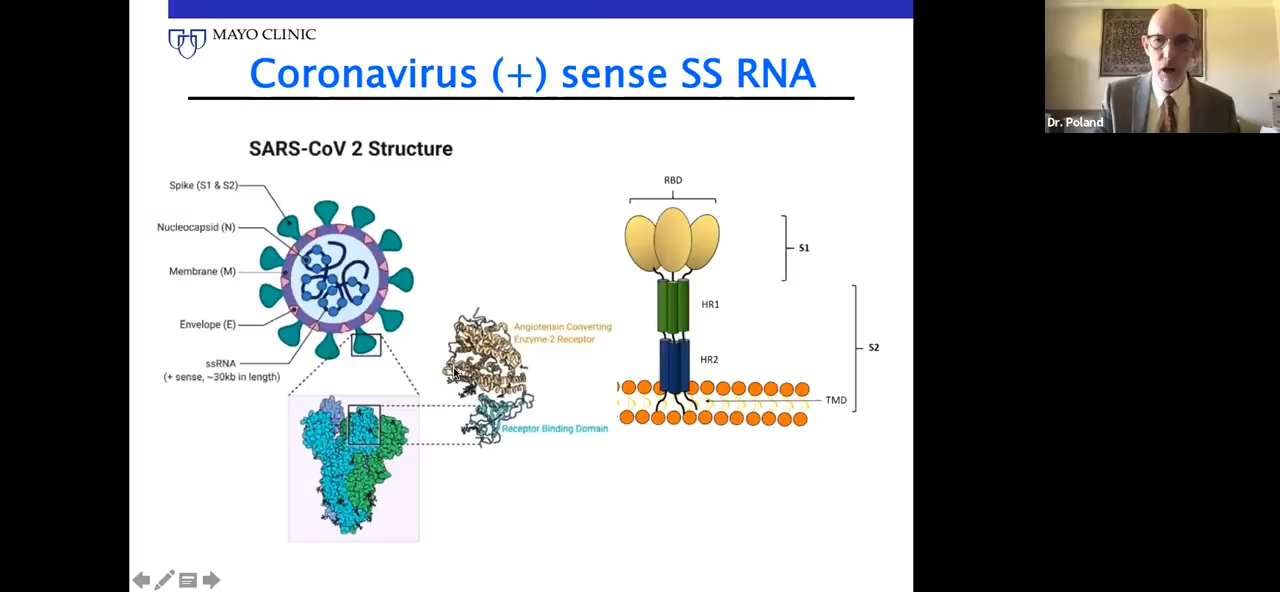 MAYO CLINIC
Coronavirus (+) sense SS RNA
Dr. Poland
SARS-CoV 2 Structure
Spike (S1 & S2)
Nucleocapsid (N)
Membrane (M)
Envelope (E)
ssRNA
(+ sense, ~30kb in length)
Angiotensin Converting
Enzyme-2 Receptor
Receptor Binding Domain
RBD
S1
HR1
HR2
S2
TMD